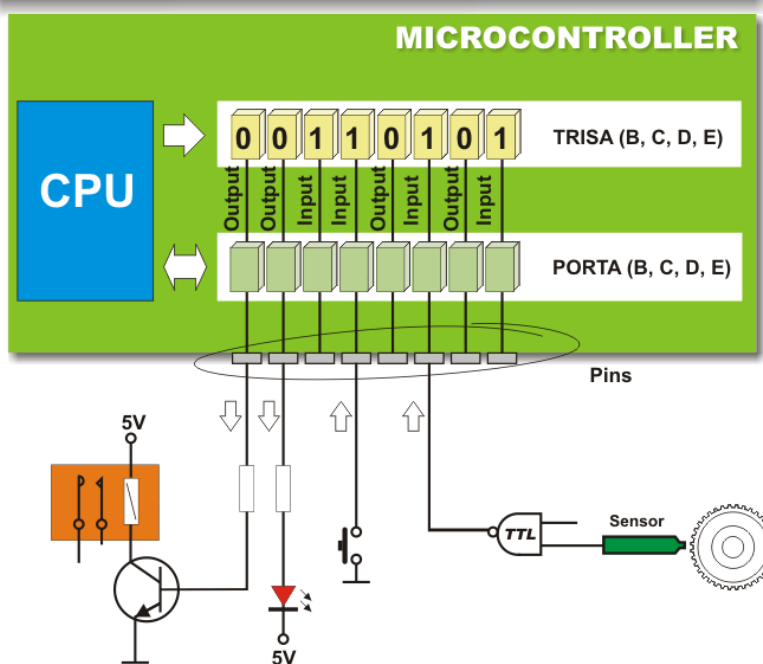 MICROCONTROLLER
CPU
0 0 1 1 0 1 0 1
TRISA (B, C, D, E)
Output
Output
Input
Input
Output
Input
Output
Input
PORTA (B, C, D, E)
Pins
5V
TTL
Sensor
5V